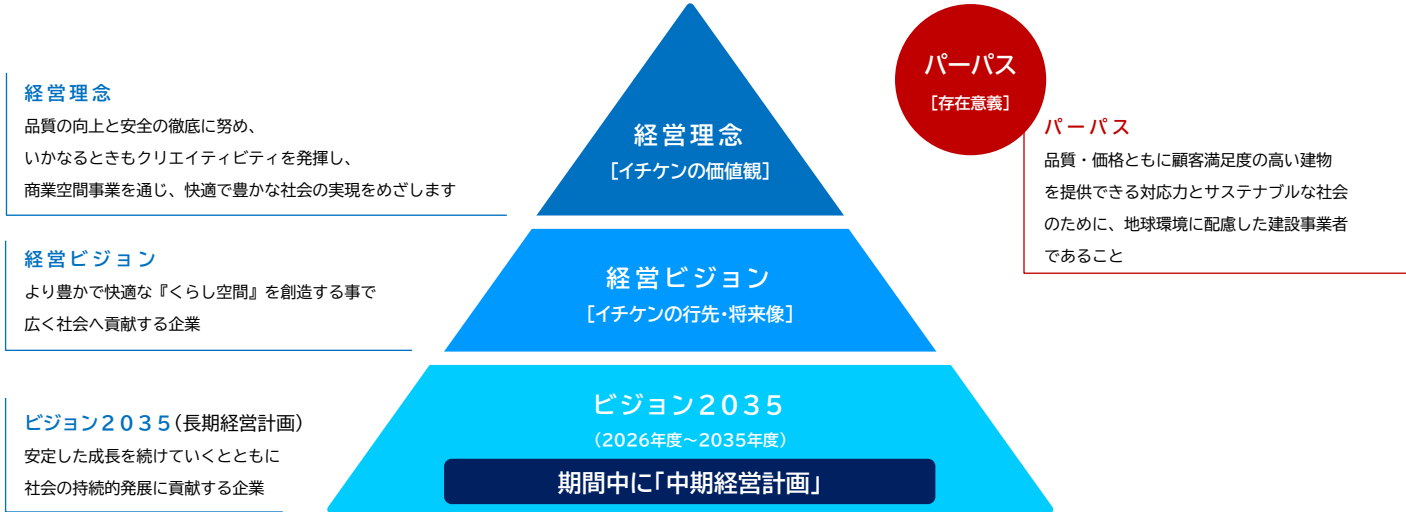 経営理念
品質の向上と安全の徹底に努め、
いかなるときもクリエイティビティを発揮し、
商業空間事業を通じ、快適で豊かな社会の実現をめざします
経営ビジョン
より豊かで快適な『くらし空間』を創造する事で
広く社会へ貢献する企業
ビジョン2035(長期経営計画)
安定した成長を続けていくとともに
社会の持続的発展に貢献する企業
経営理念
[イチケンの価値観]
経営ビジョン
[イチケンの行先・将来像]
ビジョン2035
(2026年度～2035年度)
期間中に「中期経営計画」
パーパス
[存在意義]
パーパス
品質・価格ともに顧客満足度の高い建物
を提供できる対応力とサステナブルな社会
のために、地球環境に配慮した建設事業者
であること